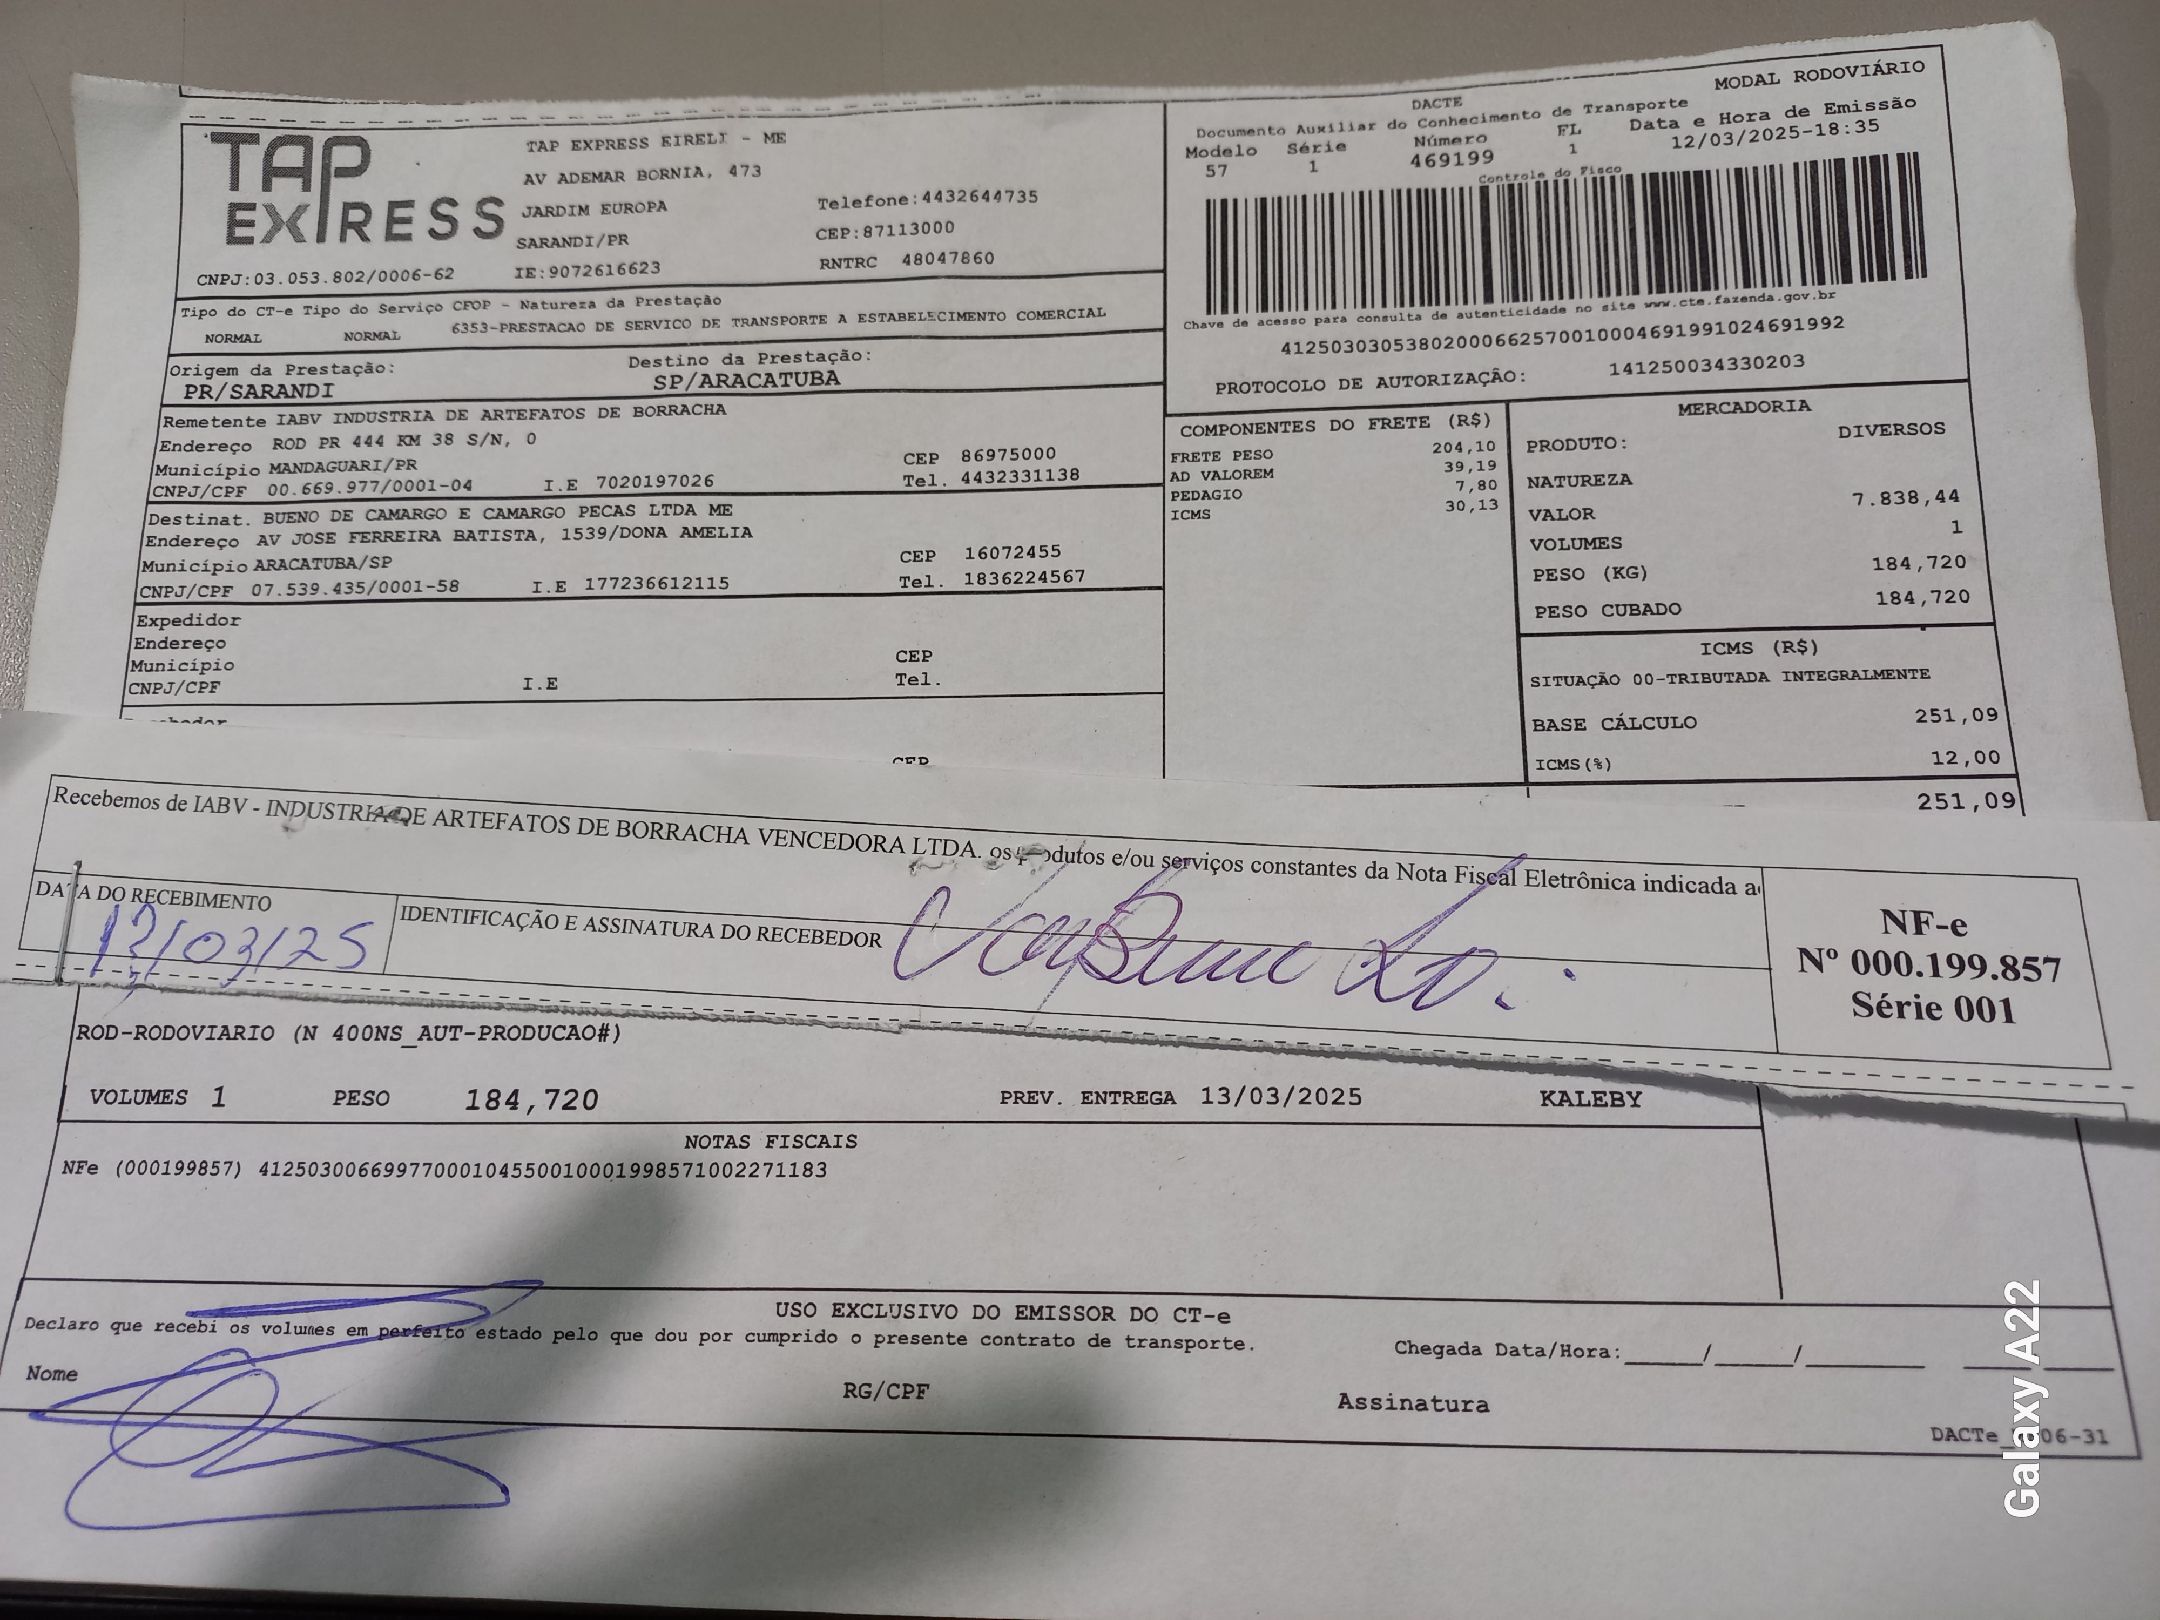 MODAL RODOVIÁRIO
DACTE
Documento Auxiliar do Conhecimento de Transporte
Modelo Série Número FL Data e Hora de Emissão
57 1 469199 1 12/03/2025-18:35
Controle do Fisco
TAP EXPRESS
TAP EXPRESS EIRELI - ME
AV ADEMAR BORNIA, 473
JARDIM EUROPA Telefone:4432644735
SARANDI/PR CEP:87113000
CNPJ:03.053.802/0006-62 IE:9072616623 RNTRC 48047860
Chave de acesso para consulta de autenticidade no site www.cte.fazenda.gov.br
41250303053802000662570010004691991024691992
PROTOCOLO DE AUTORIZAÇÃO: 141250034330203
Tipo do CT-e Tipo do Serviço CFOP - Natureza da Prestação
NORMAL NORMAL 6353-PRESTACAO DE SERVICO DE TRANSPORTE A ESTABELECIMENTO COMERCIAL
Origem da Prestação: Destino da Prestação:
PR/SARANDI SP/ARACATUBA
Remetente IABV INDUSTRIA DE ARTEFATOS DE BORRACHA
Endereço ROD PR 444 KM 38 S/N, 0
Município MANDAGUARI/PR CEP 86975000
CNPJ/CPF 00.669.977/0001-04 I.E 7020197026 Tel. 4432331138
Destinat. BUENO DE CAMARGO E CAMARGO PECAS LTDA ME
Endereço AV JOSE FERREIRA BATISTA, 1539/DONA AMELIA
Município ARACATUBA/SP CEP 16072455
CNPJ/CPF 07.539.435/0001-58 I.E 177236612115 Tel. 1836224567
Expedidor
Endereço
Município CEP
CNPJ/CPF I.E Tel.
CEP
COMPONENTES DO FRETE (R$)
FRETE PESO 204,10
AD VALOREM 39,19
PEDAGIO 7,80
ICMS 30,13
MERCADORIA
PRODUTO: DIVERSOS
NATUREZA
VALOR 7.838,44
VOLUMES 1
PESO (KG) 184,720
PESO CUBADO 184,720
ICMS (R$)
SITUAÇÃO 00-TRIBUTADA INTEGRALMENTE
BASE CÁLCULO 251,09
ICMS(%) 12,00
251,09
Recebemos de IABV - INDUSTRIA DE ARTEFATOS DE BORRACHA VENCEDORA LTDA. os produtos e/ou serviços constantes da Nota Fiscal Eletrônica indicada a
DATA DO RECEBIMENTO IDENTIFICAÇÃO E ASSINATURA DO RECEBEDOR
13/03/25
NF-e
Nº 000.199.857
Série 001
ROD-RODOVIARIO (N 400NS_AUT-PRODUCAO#)
VOLUMES 1 PESO 184,720 PREV. ENTREGA 13/03/2025 KALEBY
NOTAS FISCAIS
NFe (000199857) 41250300669977000104550010001998571002271183
USO EXCLUSIVO DO EMISSOR DO CT-e
Declaro que recebi os volumes em perfeito estado pelo que dou por cumprido o presente contrato de transporte. Chegada Data/Hora:_____/_____/________
Nome RG/CPF Assinatura
06-31
Galaxy A22